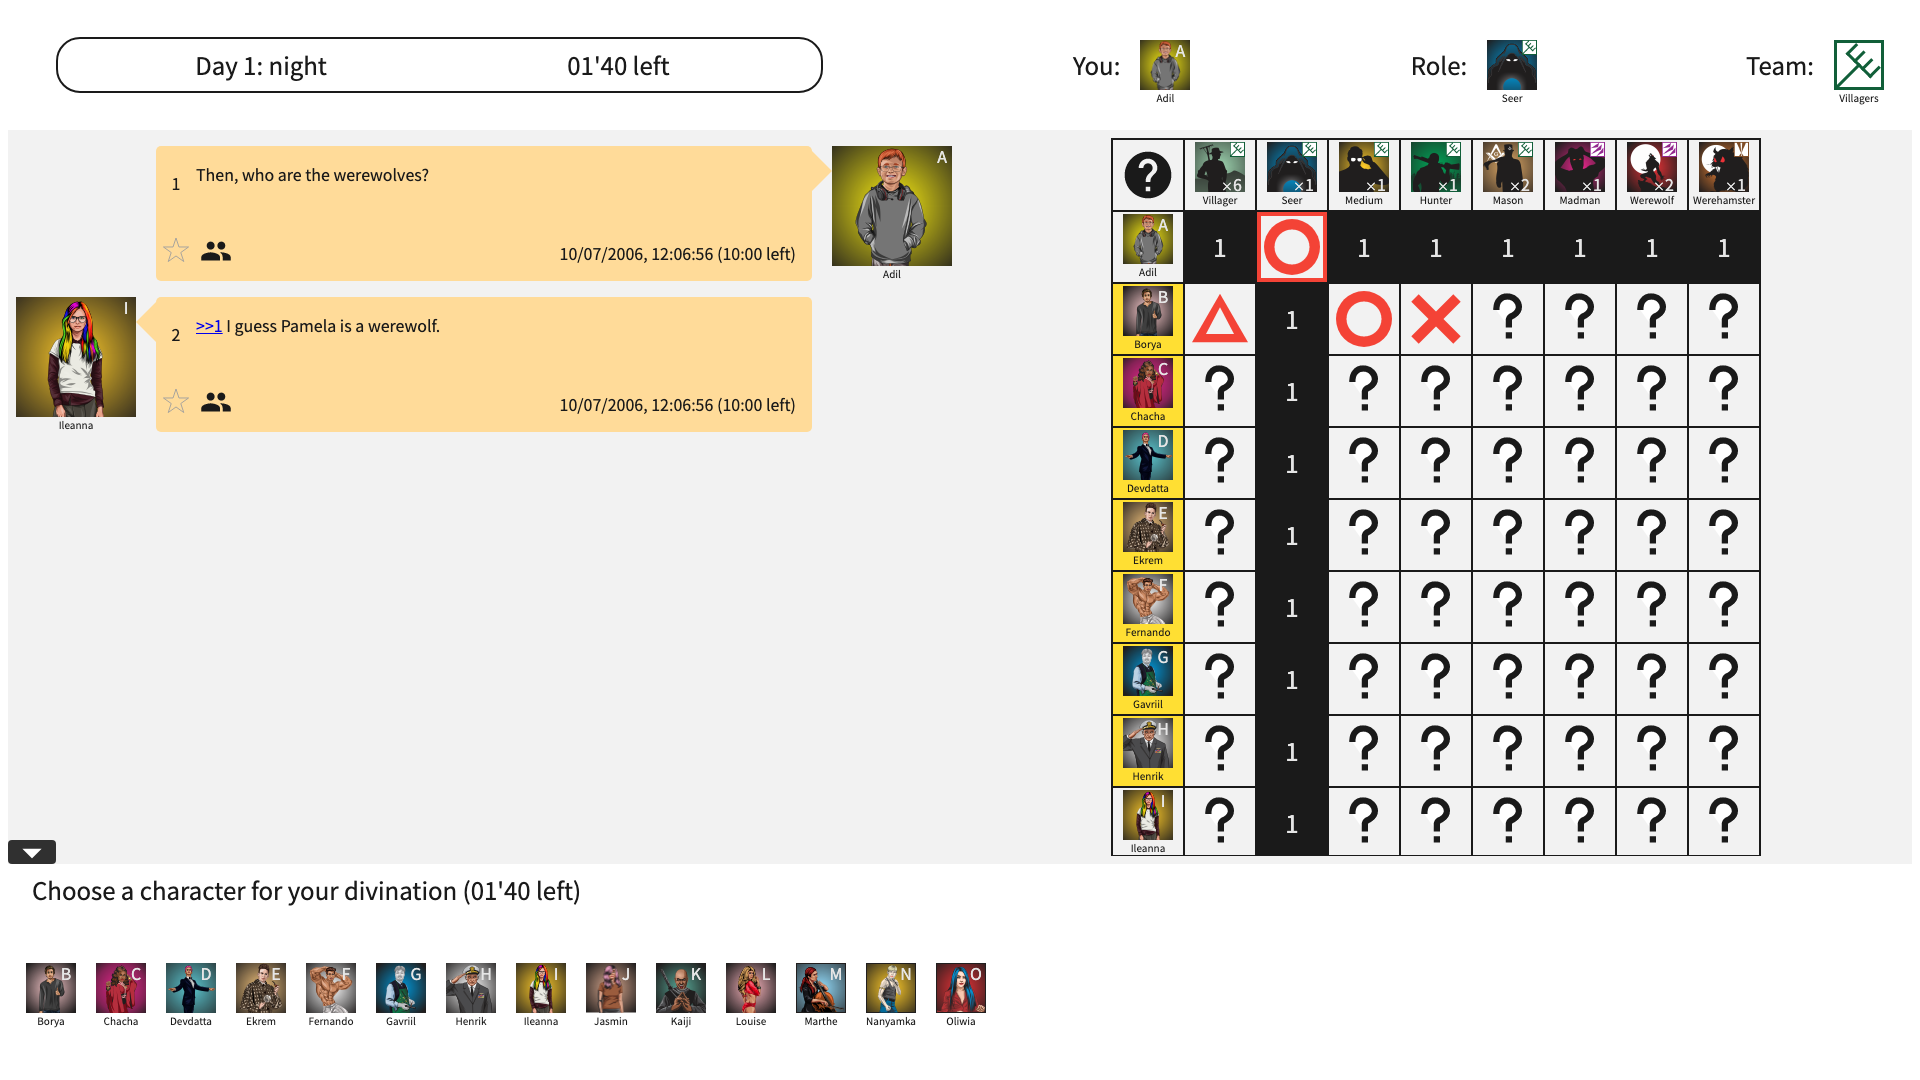 Day 1: night 01'40 left
You: A Adil Role: Seer Team: Villagers
1 Then, who are the werewolves?
10/07/2006, 12:06:56 (10:00 left)
A
Adil
I
Ileanna
2 >>1 I guess Pamela is a werewolf.
10/07/2006, 12:06:56 (10:00 left)
? ×6 ×1 ×1 ×1 ×2 ×1 ×2 ×1
Villager Seer Medium Hunter Mason Madman Werewolf Werehamster
A 1 1 1 1 1 1 1
Adil
B 1 ? ? ? ?
Borya
C ? 1 ? ? ? ? ? ?
Chacha
D ? 1 ? ? ? ? ? ?
Devdatta
E ? 1 ? ? ? ? ? ?
Ekrem
F ? 1 ? ? ? ? ? ?
Fernando
G ? 1 ? ? ? ? ? ?
Gavriil
H ? 1 ? ? ? ? ? ?
Henrik
I ? 1 ? ? ? ? ? ?
Ileanna
Choose a character for your divination (01'40 left)
B C D E F G H I J K L M N O
Borya Chacha Devdatta Ekrem Fernando Gavriil Henrik Ileanna Jasmin Kaiji Louise Marthe Nanyamka Oliwia